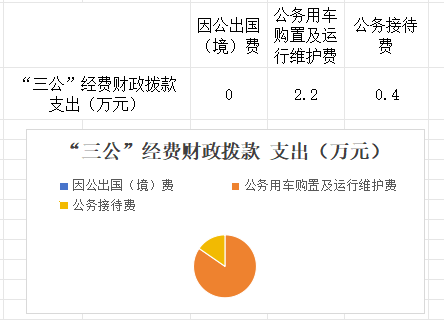 因公出国
（境）费
公务用车
购置及运
行维护费
公务接待
费
“三公”经费财政拨款
支出（万元）
0
2.2
0.4
“三公”经费财政拨款 支出（万元）
因公出国（境）费
公务用车购置及运行维护费
公务接待费